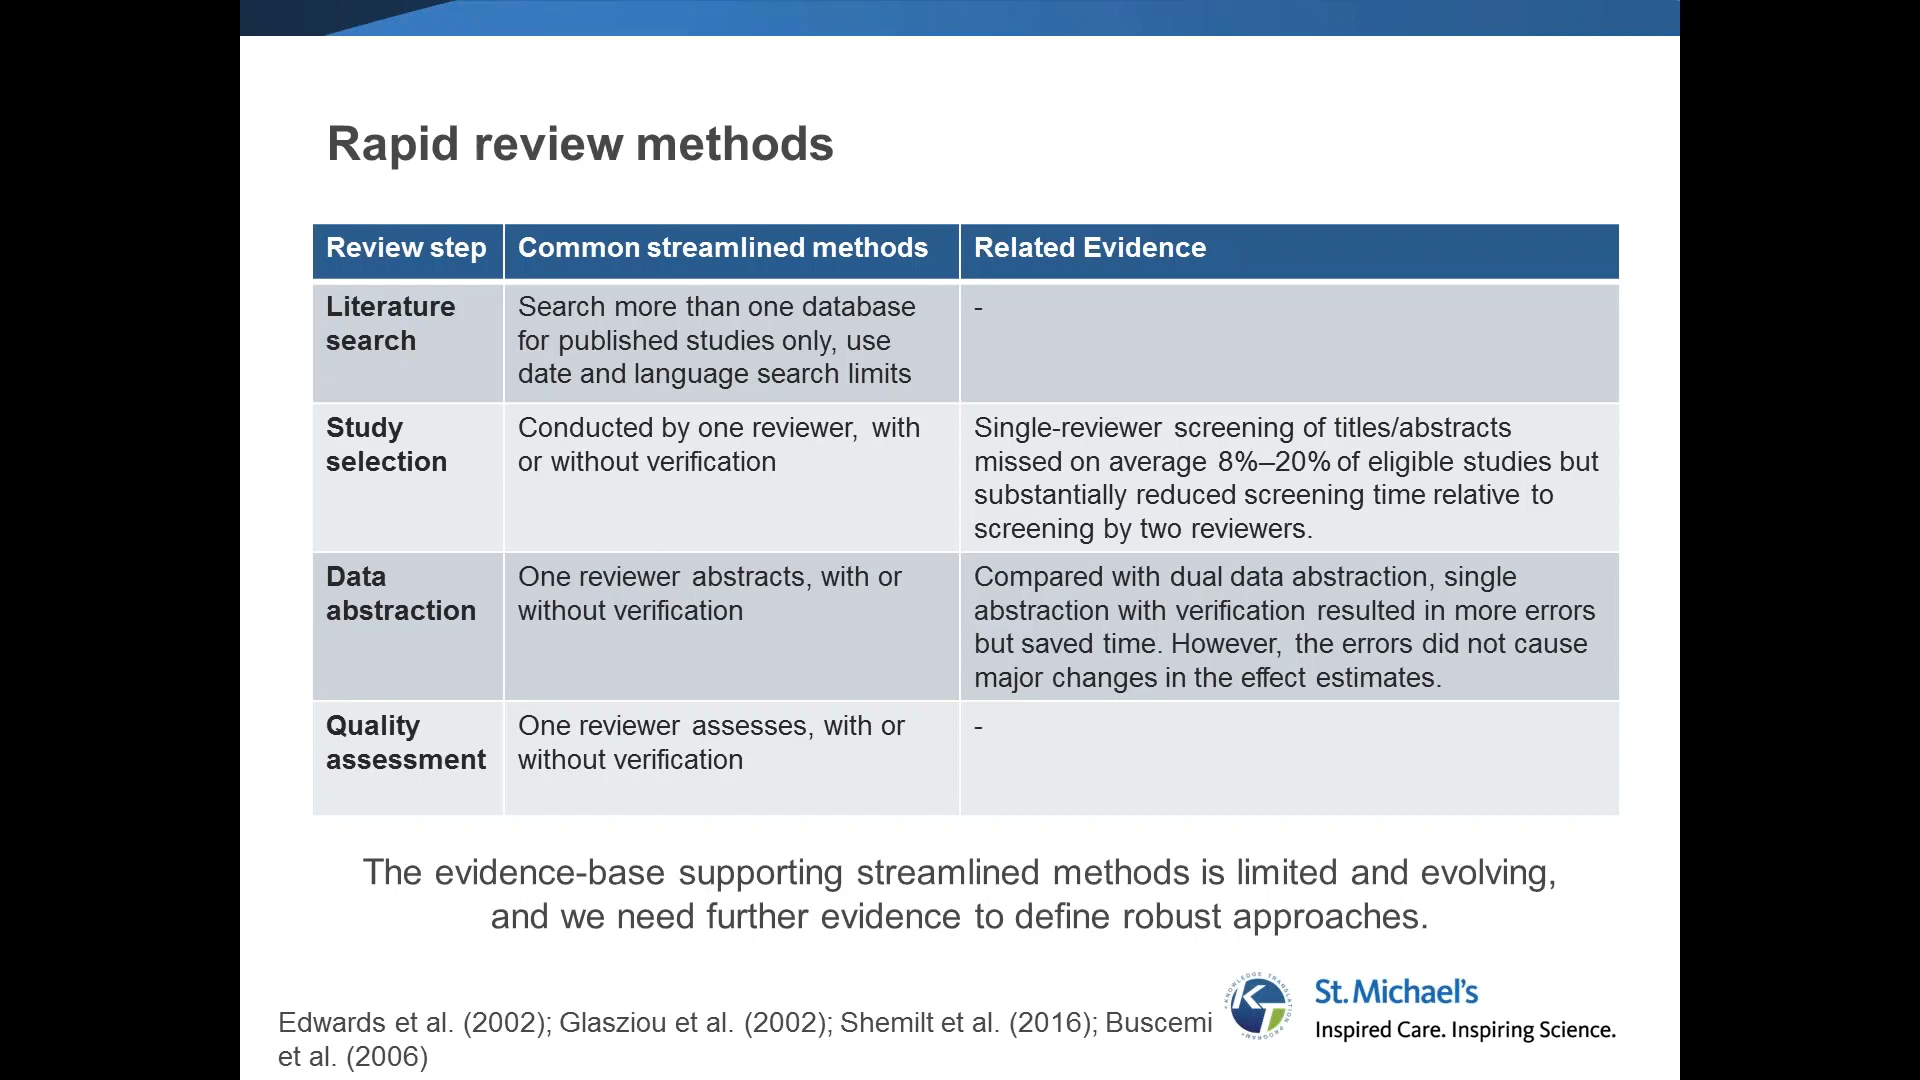 Rapid review methods
Review step
Common streamlined methods
Related Evidence
Literature
search
Search more than one database
for published studies only, use
date and language search limits
-
Study
selection
Conducted by one reviewer, with
or without verification
Single-reviewer screening of titles/abstracts
missed on average 8%–20% of eligible studies but
substantially reduced screening time relative to
screening by two reviewers.
Data
abstraction
One reviewer abstracts, with or
without verification
Compared with dual data abstraction, single
abstraction with verification resulted in more errors
but saved time. However, the errors did not cause
major changes in the effect estimates.
Quality
assessment
One reviewer assesses, with or
without verification
-
The evidence-base supporting streamlined methods is limited and evolving,
and we need further evidence to define robust approaches.
Edwards et al. (2002); Glasziou et al. (2002); Shemilt et al. (2016); Buscemi
et al. (2006)
KNOWLEDGE TRANSLATION PROGRAM
KT
St. Michael's
Inspired Care. Inspiring Science.